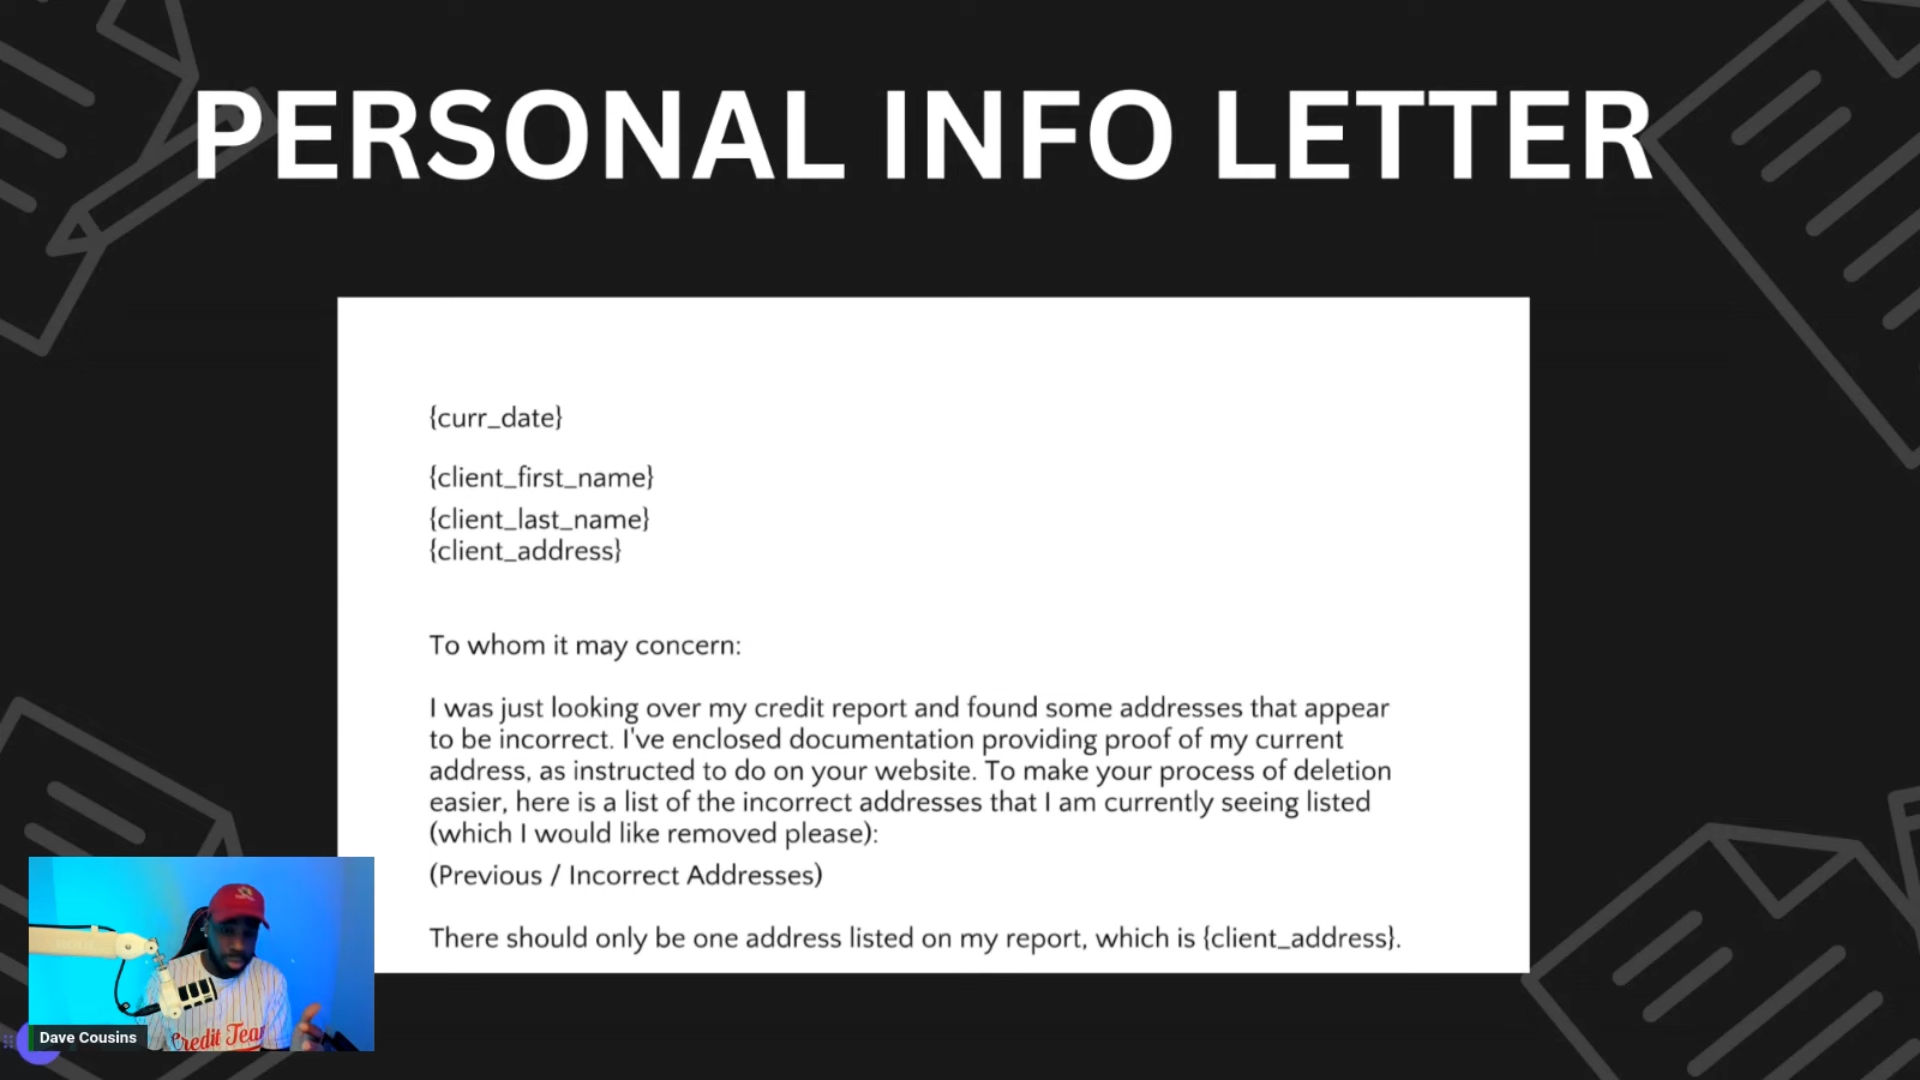 PERSONAL INFO LETTER
{curr_date}
{client_first_name}
{client_last_name}
{client_address}
To whom it may concern:
I was just looking over my credit report and found some addresses that appear
to be incorrect. I've enclosed documentation providing proof of my current
address, as instructed to do on your website. To make your process of deletion
easier, here is a list of the incorrect addresses that I am currently seeing listed
(which I would like removed please):
(Previous / Incorrect Addresses)
There should only be one address listed on my report, which is {client_address}.
Credit Team
Dave Cousins